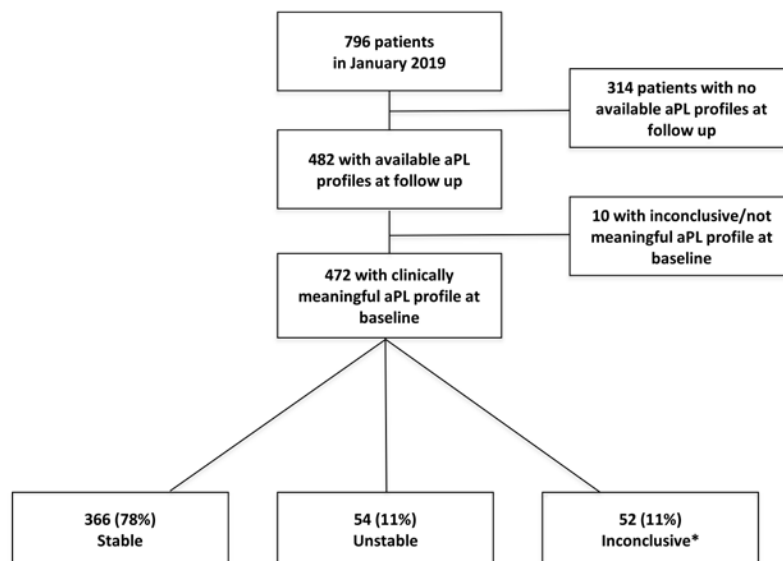 796 patients
in January 2019
314 patients with no
available aPL profiles at
follow up
482 with available aPL
profiles at follow up
10 with inconclusive/not
meaningful aPL profile at
baseline
472 with clinically
meaningful aPL profile at
baseline
366 (78%)
Stable
54 (11%)
Unstable
52 (11%)
Inconclusive*